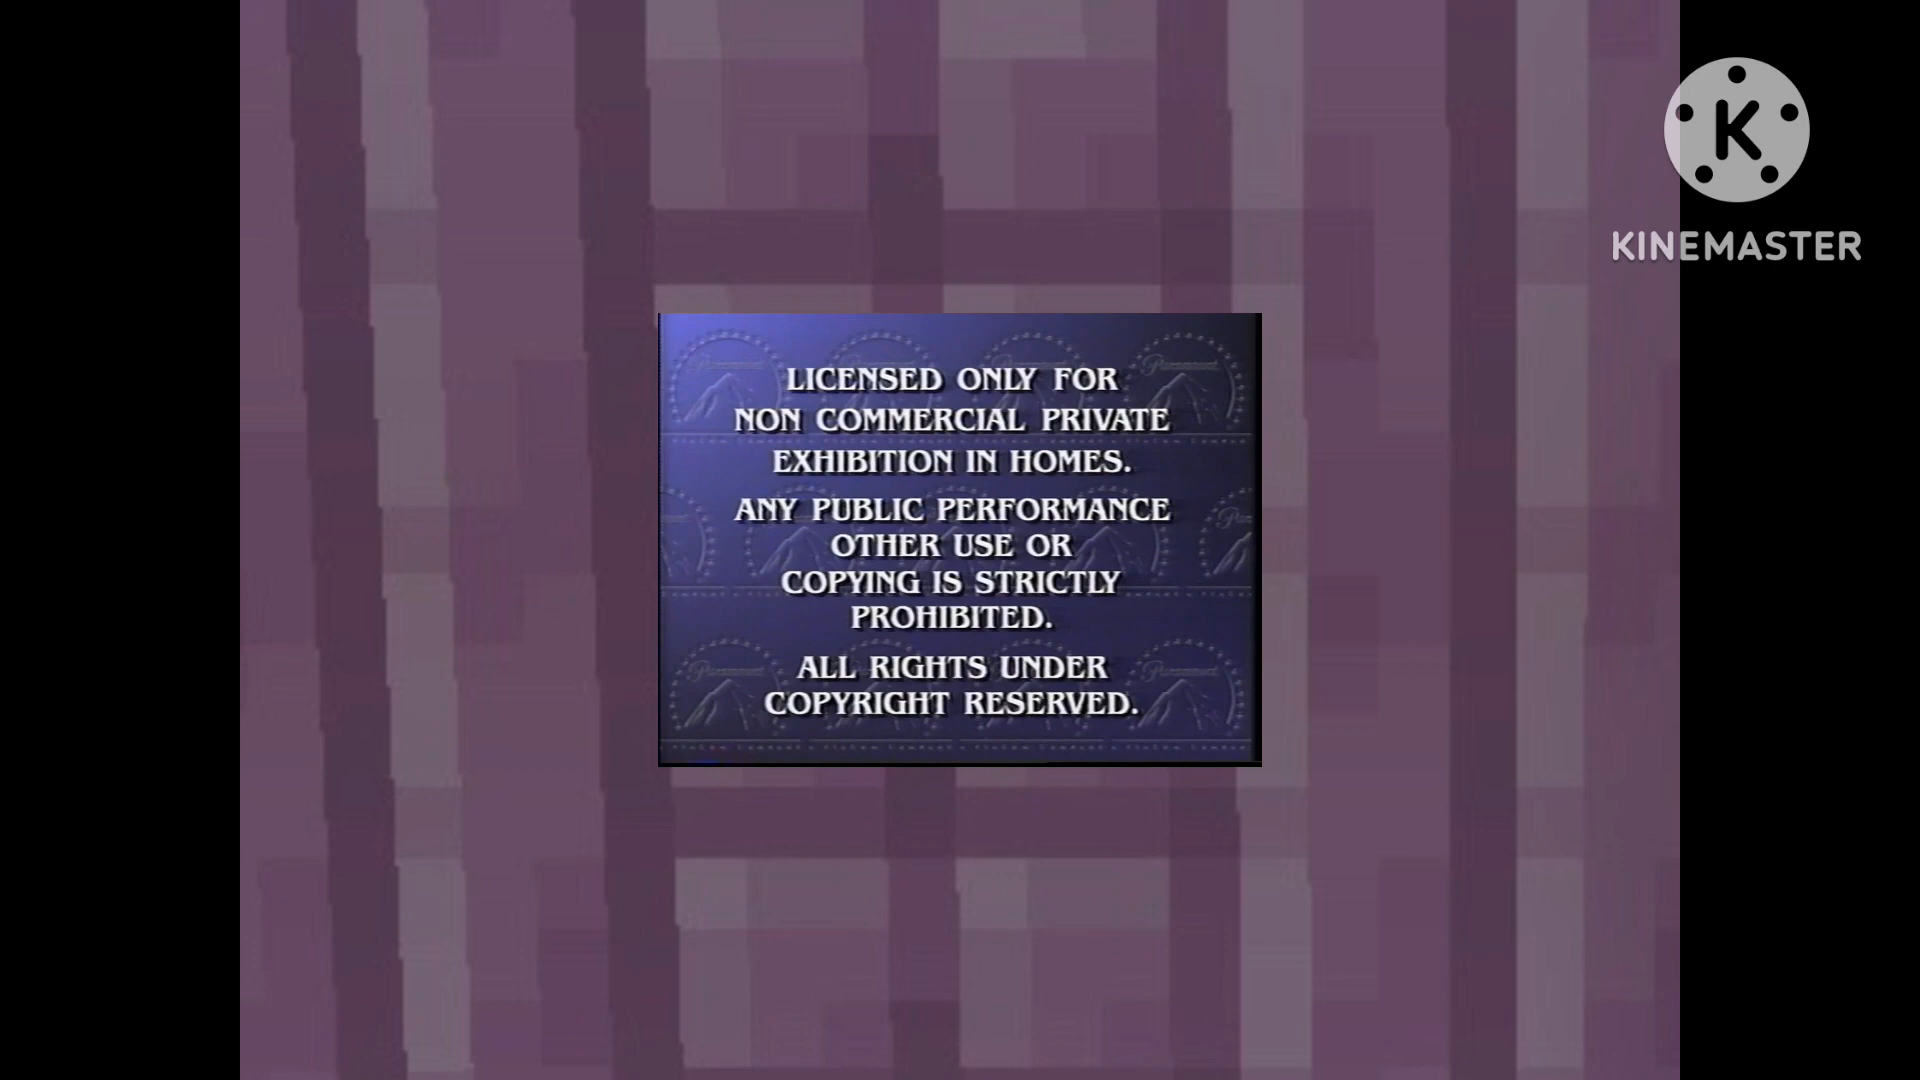 KINEMASTER
LICENSED ONLY FOR
NON COMMERCIAL PRIVATE
EXHIBITION IN HOMES.
ANY PUBLIC PERFORMANCE
OTHER USE OR
COPYING IS STRICTLY
PROHIBITED.
ALL RIGHTS UNDER
COPYRIGHT RESERVED.